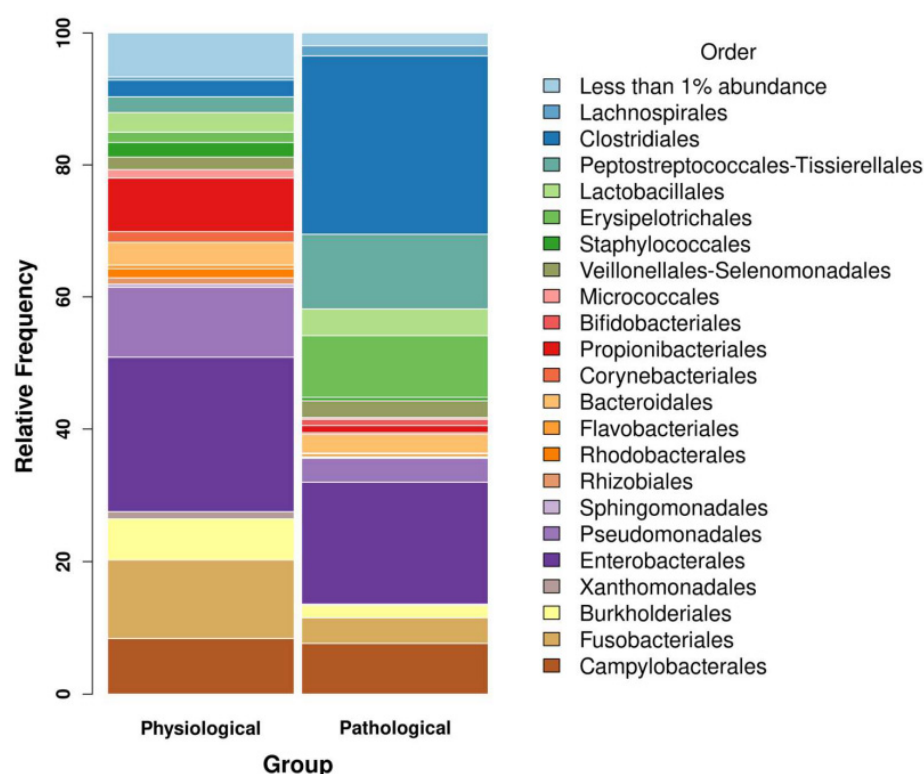 100
80
60
40
20
0
Relative Frequency
Physiological
Pathological
Group
Order
Less than 1% abundance
Lachnospirales
Clostridiales
Peptostreptococcales-Tissierellales
Lactobacillales
Erysipelotrichales
Staphylococcales
Veillonellales-Selenomonadales
Micrococcales
Bifidobacteriales
Propionibacteriales
Corynebacteriales
Bacteroidales
Flavobacteriales
Rhodobacterales
Rhizobiales
Sphingomonadales
Pseudomonadales
Enterobacterales
Xanthomonadales
Burkholderiales
Fusobacteriales
Campylobacterales